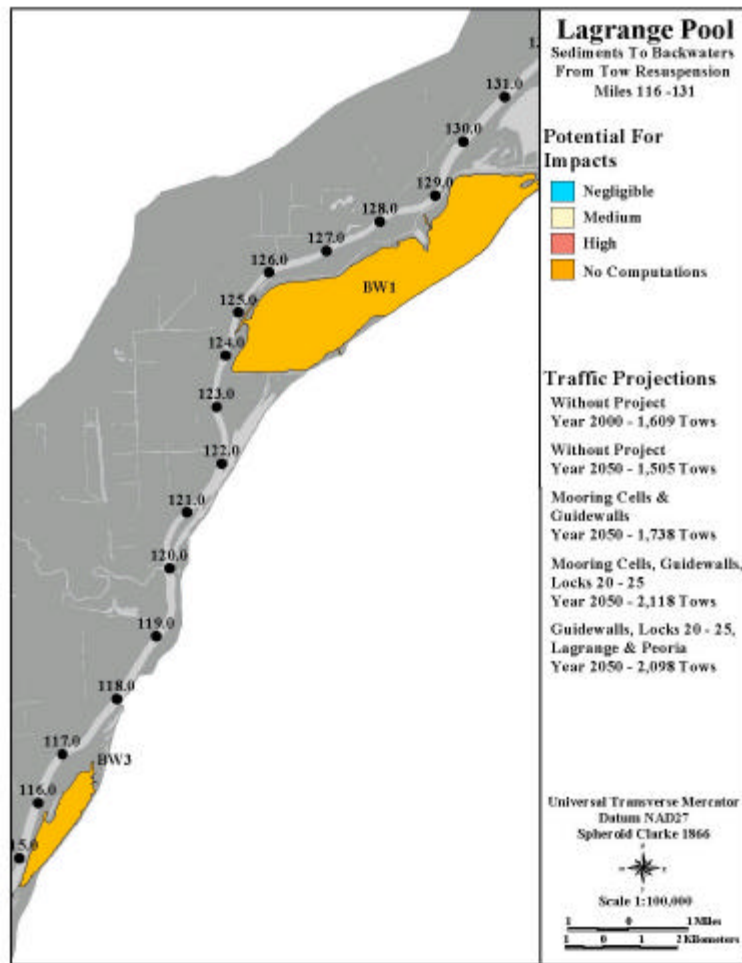 Lagrange Pool
Sediments To Backwaters
From Tow Resuspension
Miles 116 -131
Potential For
Impacts
Negligible
Medium
High
No Computations
Traffic Projections
Without Project
Year 2000 - 1,609 Tows
Without Project
Year 2050 - 1,505 Tows
Mooring Cells &
Guidewalls
Year 2050 - 1,738 Tows
Mooring Cells, Guidewalls,
Locks 20 - 25
Year 2050 - 2,118 Tows
Guidewalls, Locks 20 - 25,
Lagrange & Peoria
Year 2050 - 2,098 Tows
Universal Transverse Mercator
Datum NAD27
Spheroid Clarke 1866
Scale 1:100,000
1 0 1 Miles
1 0 1 2 Kilometers
131.0
130.0
129.0
128.0
127.0
126.0
BW1
125.0
124.0
123.0
122.0
121.0
120.0
119.0
118.0
117.0
BW3
116.0
15.0